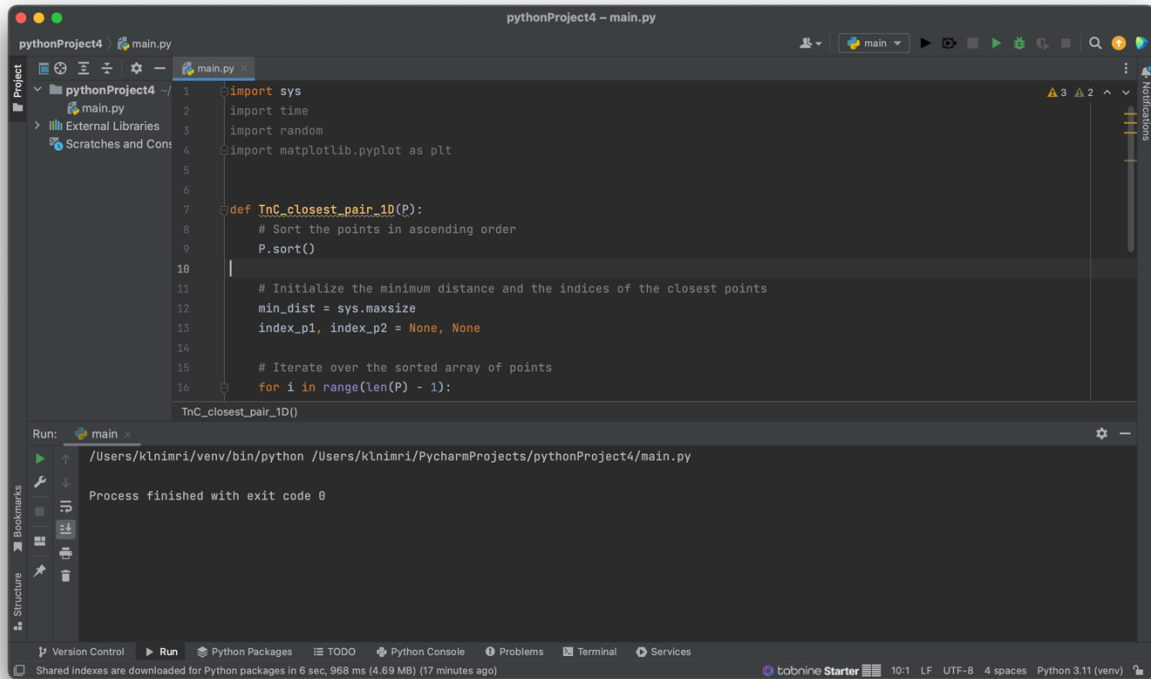 pythonProject4 – main.py
pythonProject4 main.py
main
Project
main.py
pythonProject4 ~/
main.py
External Libraries
Scratches and Cons
3 2
Notifications
1 import sys
2 import time
3 import random
4 import matplotlib.pyplot as plt
5
6
7 def TnC_closest_pair_1D(P):
8 # Sort the points in ascending order
9 P.sort()
10
11 # Initialize the minimum distance and the indices of the closest points
12 min_dist = sys.maxsize
13 index_p1, index_p2 = None, None
14
15 # Iterate over the sorted array of points
16 for i in range(len(P) - 1):
TnC_closest_pair_1D()
Run: main
/Users/klnimri/venv/bin/python /Users/klnimri/PycharmProjects/pythonProject4/main.py
Process finished with exit code 0
Bookmarks
Structure
Version Control Run Python Packages TODO Python Console Problems Terminal Services
Shared indexes are downloaded for Python packages in 6 sec, 968 ms (4.69 MB) (17 minutes ago) tabnine Starter 10:1 LF UTF-8 4 spaces Python 3.11 (venv)